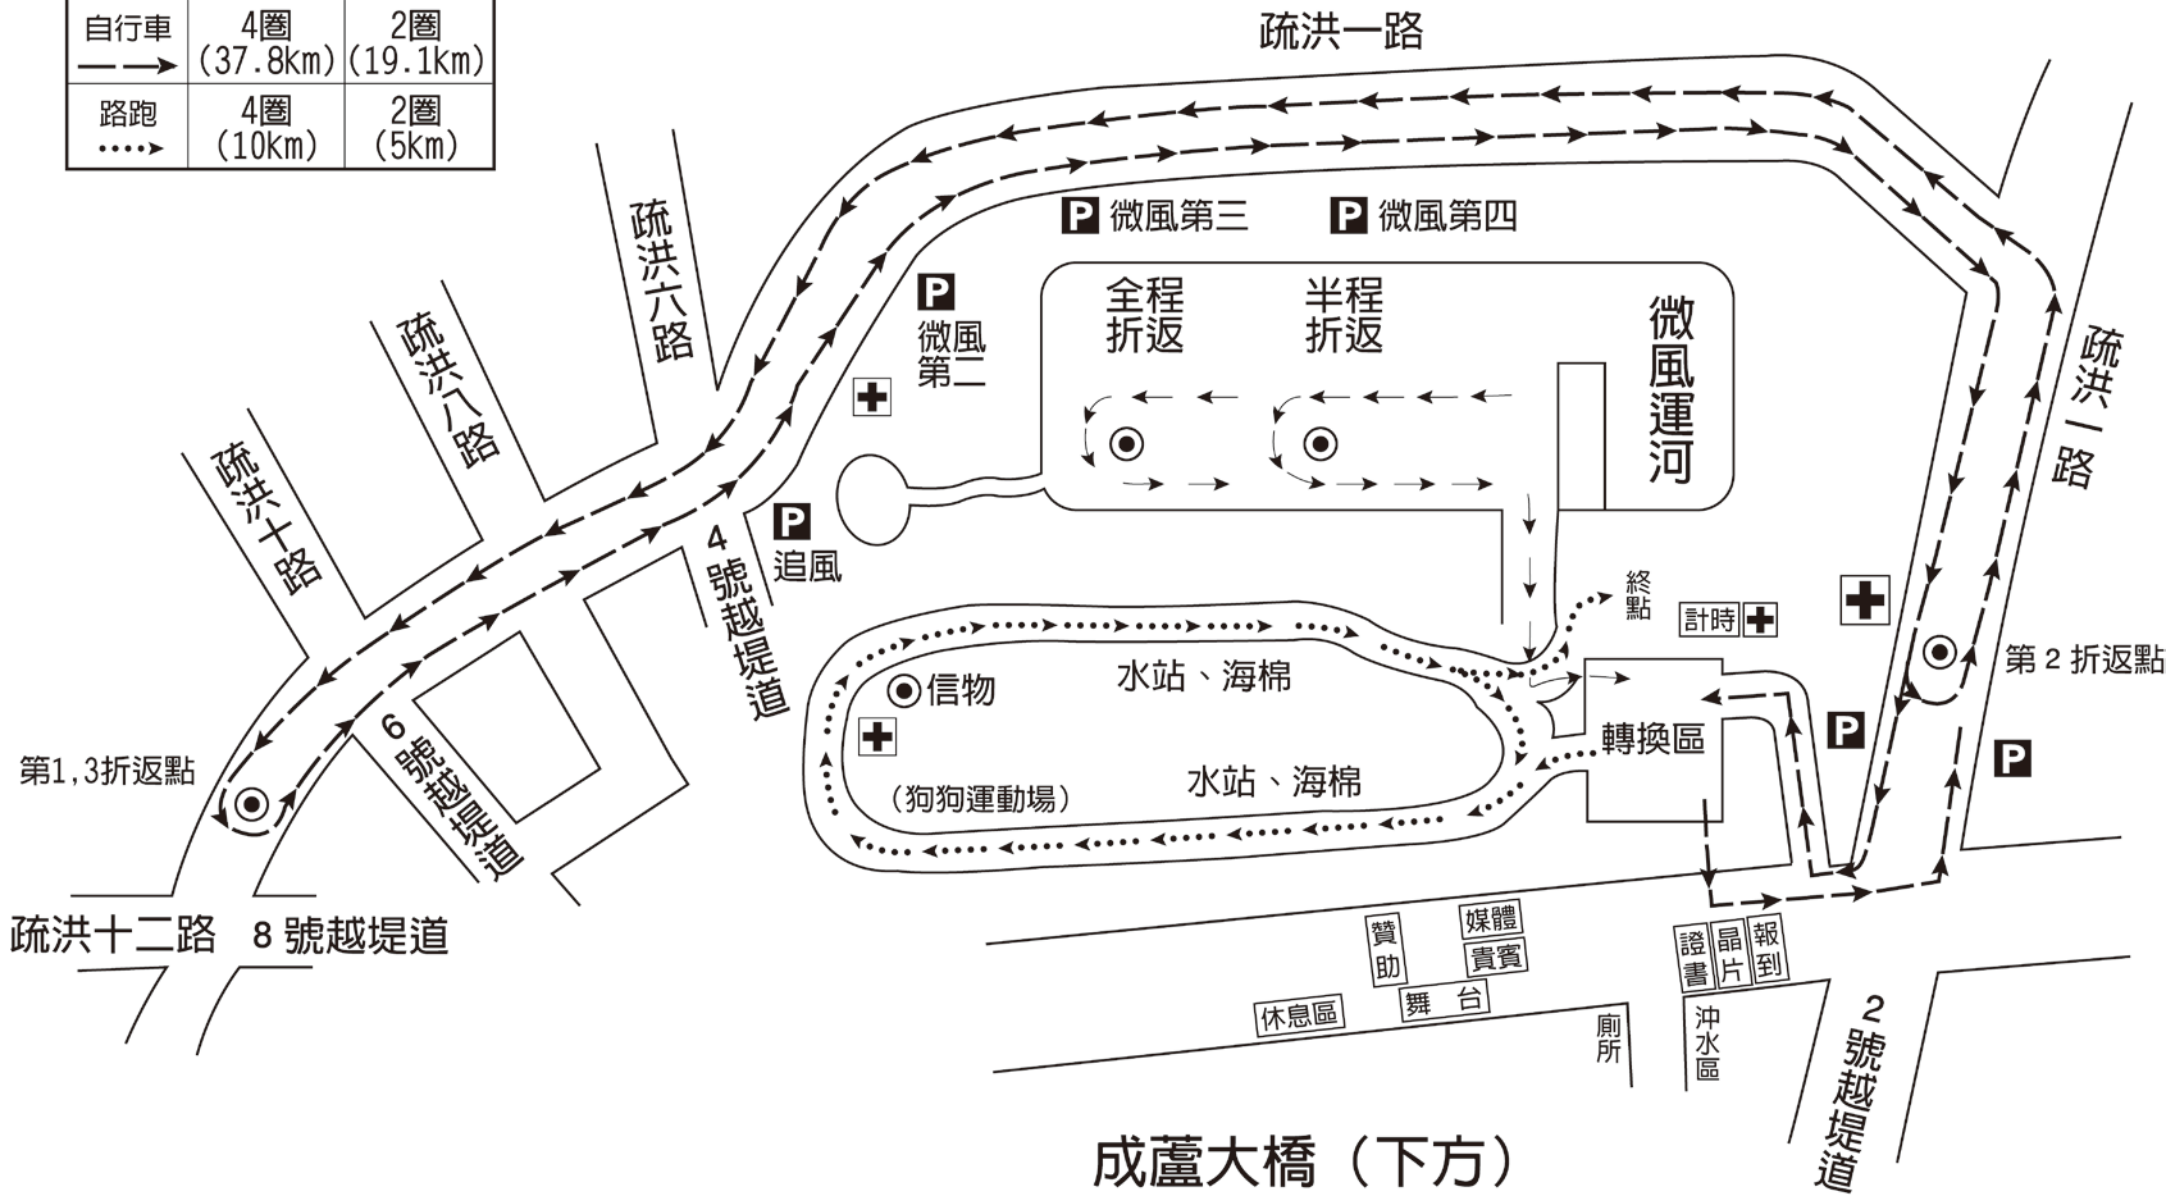 自行車 4圈 2圈
(37.8km) (19.1km)
路跑 4圈 2圈
(10km) (5km)
疏洪一路
疏洪六路
疏洪八路
疏洪十路
P 微風第三
P 微風第四
P
微風
第二
全程
折返
半程
折返
微風運河
疏洪一路
P
追風
4號越堤道
終點
計時
第2折返點
信物
水站、海棉
水站、海棉
(狗狗運動場)
轉換區
P
P
第1,3折返點
6號越堤道
疏洪十二路
8號越堤道
贊助
媒體
貴賓
舞台
休息區
證書
晶片
報到
廁所
沖水區
2號越堤道
成蘆大橋（下方）